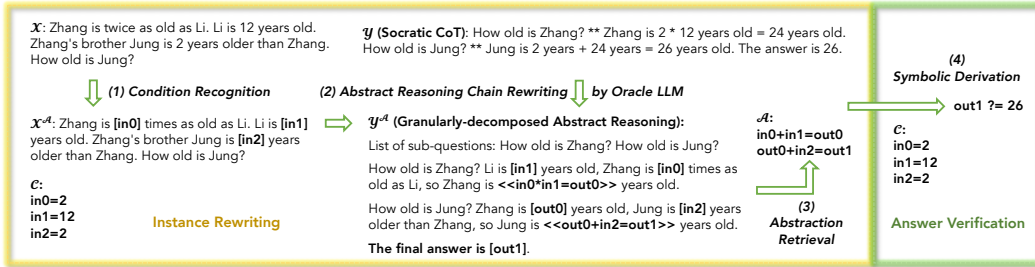 𝒳: Zhang is twice as old as Li. Li is 12 years old.
Zhang's brother Jung is 2 years older than Zhang.
How old is Jung?
𝒴 (Socratic CoT): How old is Zhang? ** Zhang is 2 * 12 years old = 24 years old.
How old is Jung? ** Jung is 2 years + 24 years = 26 years old. The answer is 26.
(1) Condition Recognition
(2) Abstract Reasoning Chain Rewriting by Oracle LLM
𝒳^𝒜: Zhang is [in0] times as old as Li. Li is [in1]
years old. Zhang's brother Jung is [in2] years
older than Zhang. How old is Jung?
𝒞:
in0=2
in1=12
in2=2
Instance Rewriting
𝒴^𝒜 (Granularly-decomposed Abstract Reasoning):
List of sub-questions: How old is Zhang? How old is Jung?
How old is Zhang? Li is [in1] years old, Zhang is [in0] times as
old as Li, so Zhang is <<in0*in1=out0>> years old.
How old is Jung? Zhang is [out0] years old, Jung is [in2] years
older than Zhang, so Jung is <<out0+in2=out1>> years old.
The final answer is [out1].
𝒜:
in0+in1=out0
out0+in2=out1
(3)
Abstraction
Retrieval
(4)
Symbolic Derivation
out1 ?= 26
𝒞:
in0=2
in1=12
in2=2
Answer Verification